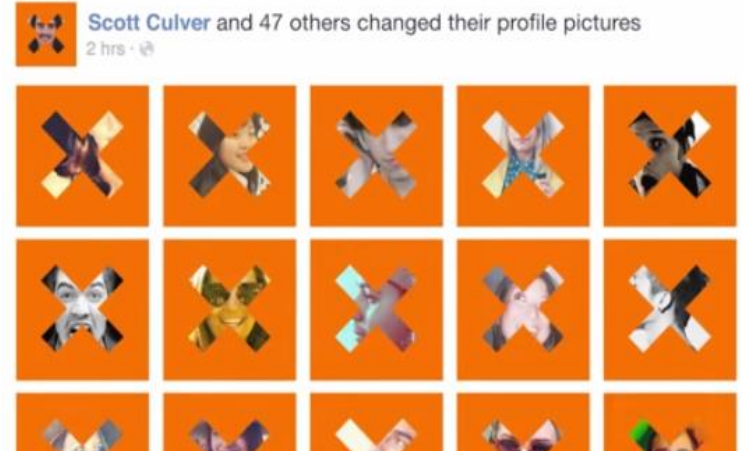 Scott Culver and 47 others changed their profile pictures
2 hrs ·